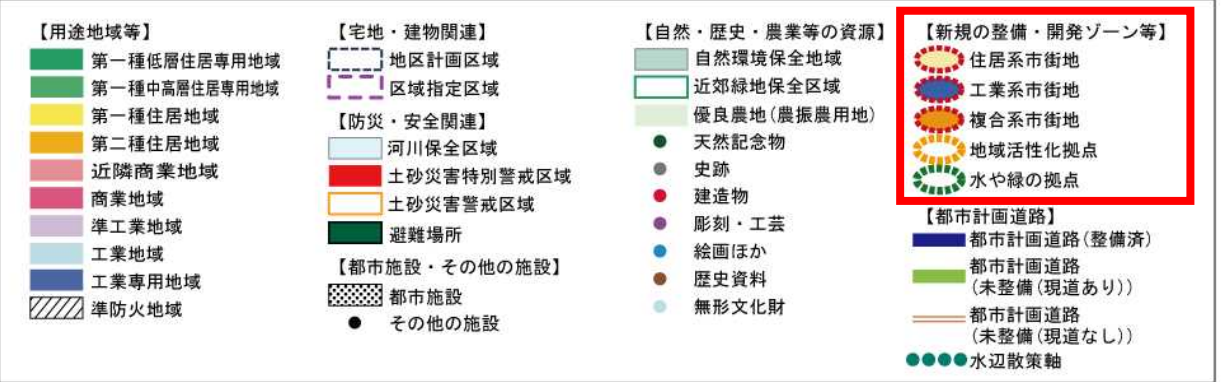 【用途地域等】
第一種低層住居専用地域
第一種中高層住居専用地域
第一種住居地域
第二種住居地域
近隣商業地域
商業地域
準工業地域
工業地域
工業専用地域
準防火地域
【宅地・建物関連】
地区計画区域
区域指定区域
【防災・安全関連】
河川保全区域
土砂災害特別警戒区域
土砂災害警戒区域
避難場所
【都市施設・その他の施設】
都市施設
その他の施設
【自然・歴史・農業等の資源】
自然環境保全地域
近郊緑地保全区域
優良農地(農振農用地)
天然記念物
史跡
建造物
彫刻・工芸
絵画ほか
歴史資料
無形文化財
【新規の整備・開発ゾーン等】
住居系市街地
工業系市街地
複合系市街地
地域活性化拠点
水や緑の拠点
【都市計画道路】
都市計画道路(整備済)
都市計画道路
(未整備(現道あり))
都市計画道路
(未整備(現道なし))
水辺散策軸